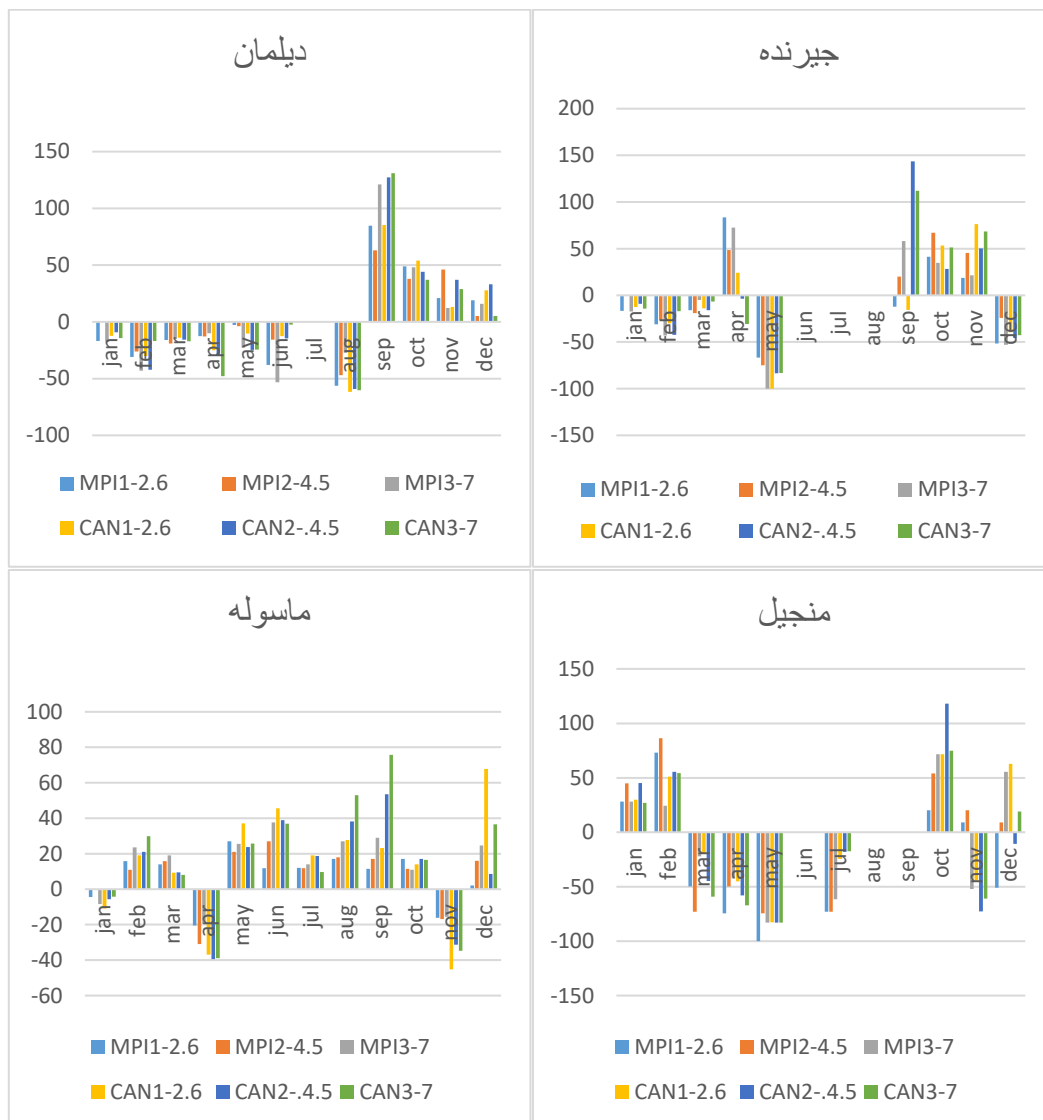 دیلمان
150
100
50
0
-50
-100
jan feb mar apr may jun jul aug sep oct nov dec
MPI1-2.6 MPI2-4.5 MPI3-7
CAN1-2.6 CAN2-.4.5 CAN3-7
جیرنده
200
150
100
50
0
-50
-100
-150
jan feb mar apr may jun jul aug sep oct nov dec
MPI1-2.6 MPI2-4.5 MPI3-7
CAN1-2.6 CAN2-.4.5 CAN3-7
ماسوله
100
80
60
40
20
0
-20
-40
-60
jan feb mar apr may jun jul aug sep oct nov dec
MPI1-2.6 MPI2-4.5 MPI3-7
CAN1-2.6 CAN2-.4.5 CAN3-7
منجیل
150
100
50
0
-50
-100
-150
jan feb mar apr may jun jul aug sep oct nov dec
MPI1-2.6 MPI2-4.5 MPI3-7
CAN1-2.6 CAN2-.4.5 CAN3-7